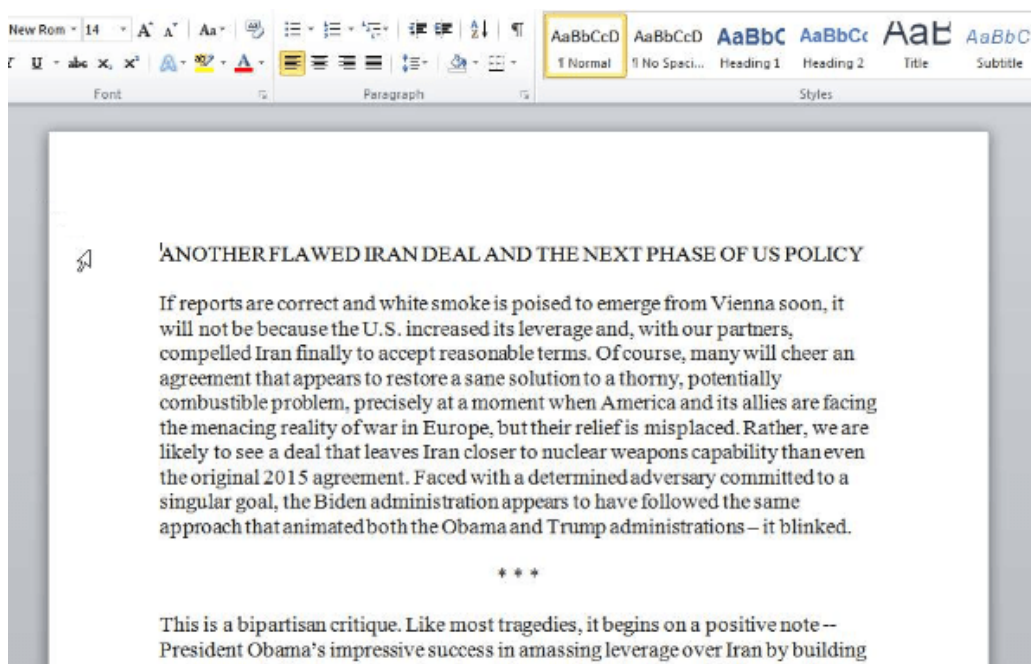 New Rom 14 A A Aa
U abc x, x² A A
AaBbCcD AaBbCcD AaBbC AaBbCc AaB AaBbC
¶ Normal ¶ No Spaci... Heading 1 Heading 2 Title Subtitle
Font Paragraph Styles
ANOTHER FLAWED IRAN DEAL AND THE NEXT PHASE OF US POLICY
If reports are correct and white smoke is poised to emerge from Vienna soon, it
will not be because the U.S. increased its leverage and, with our partners,
compelled Iran finally to accept reasonable terms. Of course, many will cheer an
agreement that appears to restore a sane solution to a thorny, potentially
combustible problem, precisely at a moment when America and its allies are facing
the menacing reality of war in Europe, but their relief is misplaced. Rather, we are
likely to see a deal that leaves Iran closer to nuclear weapons capability than even
the original 2015 agreement. Faced with a determined adversary committed to a
singular goal, the Biden administration appears to have followed the same
approach that animated both the Obama and Trump administrations – it blinked.
* * *
This is a bipartisan critique. Like most tragedies, it begins on a positive note --
President Obama's impressive success in amassing leverage over Iran by building